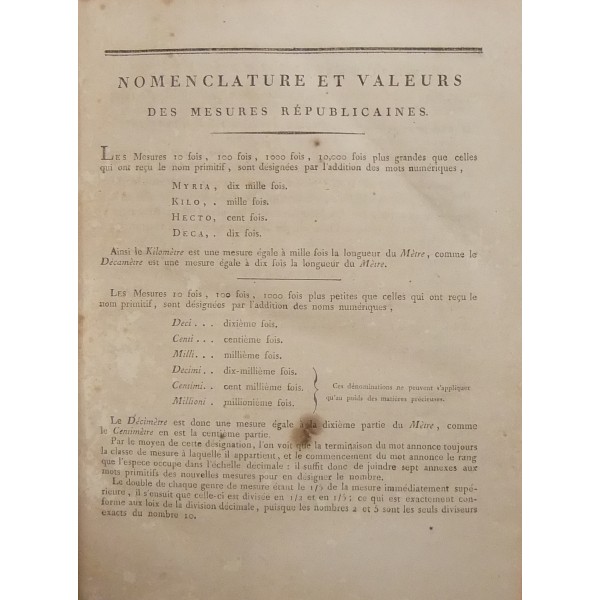 NOMENCLATURE ET VALEURS
DES MESURES RÉPUBLICAINES.
LES Mesures 10 fois, 100 fois, 1000 fois, 10,000 fois plus grandes que celles
qui ont reçu le nom primitif, sont désignées par l'addition des mots numériques,
MYRIA, dix mille fois.
KILO, . mille fois.
HECTO, cent fois.
DECA, . dix fois.
Ainsi le Kilomètre est une mesure égale à mille fois la longueur du Mètre, comme le
Décamètre est une mesure égale à dix fois la longueur du Mètre.
LES Mesures 10 fois, 100 fois, 1000 fois plus petites que celles qui ont reçu le
nom primitif, sont désignées par l'addition des noms numériques,
Deci . . . dixième fois.
Centi . . . centième fois.
Milli . . . millième fois.
Decimi . . dix-millième fois.
Centimi . . cent millième fois.
Millioni . millionième fois.
Ces dénominations ne peuvent s'appliquer
qu'au poids des matières précieuses.
Le Décimètre est donc une mesure égale à la dixième partie du Mètre, comme
le Centimètre en est la centième partie.
Par le moyen de cette désignation, l'on voit que la terminaison du mot annonce toujours
la classe de mesure à laquelle il appartient, et le commencement du mot annonce le rang
que l'espece occupe dans l'échelle décimale : il suffit donc de joindre sept annexes aux
mots primitifs des nouvelles mesures pour en désigner le nombre.
Le double de chaque genre de mesure étant le 1/5 de la mesure immédiatement supé-
rieure, il s'ensuit que celle-ci est divisée en 1/2 et en 1/5 ; ce qui est exactement con-
forme aux loix de la division décimale, puisque les nombres 2 et 5 sont les seuls diviseurs
exacts du nombre 10.